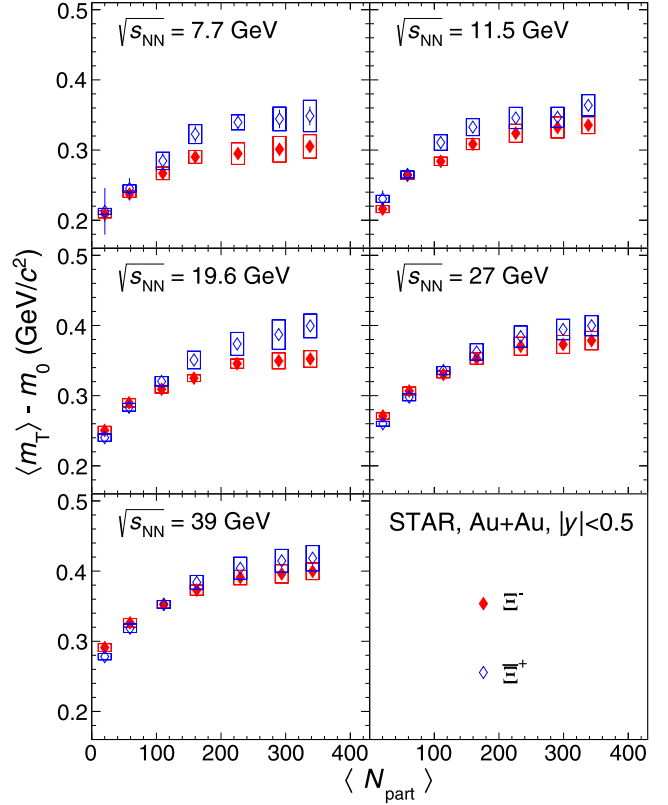 √sNN = 7.7 GeV
√sNN = 11.5 GeV
0.5
0.4
0.3
0.2
√sNN = 19.6 GeV
√sNN = 27 GeV
0.5
0.4
0.3
0.2
⟨mT⟩ - m0 (GeV/c²)
√sNN = 39 GeV
STAR, Au+Au, |y|<0.5
0.5
0.4
0.3
0.2
Ξ⁻
Ξ̅⁺
0 100 200 300 400
0 100 200 300 400
⟨ Npart ⟩